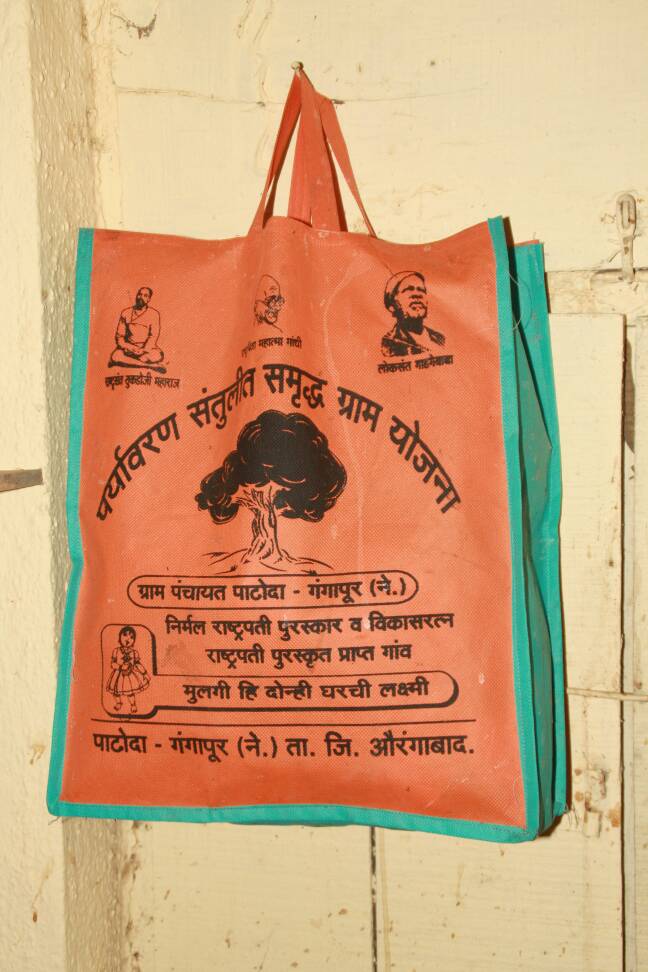 राष्ट्रसंत तुकडोजी महाराज
महात्मा गांधी
लोकसंत गाडगेबाबा
पर्यावरण संतुलीत समृद्ध ग्राम योजना
ग्राम पंचायत पाटोदा - गंगापूर (ने.)
निर्मल राष्ट्रपती पुरस्कार व विकासरत्न
राष्ट्रपती पुरस्कृत प्राप्त गांव
मुलगी हि दोन्ही घरची लक्ष्मी
पाटोदा - गंगापूर (ने.) ता. जि. औरंगाबाद.